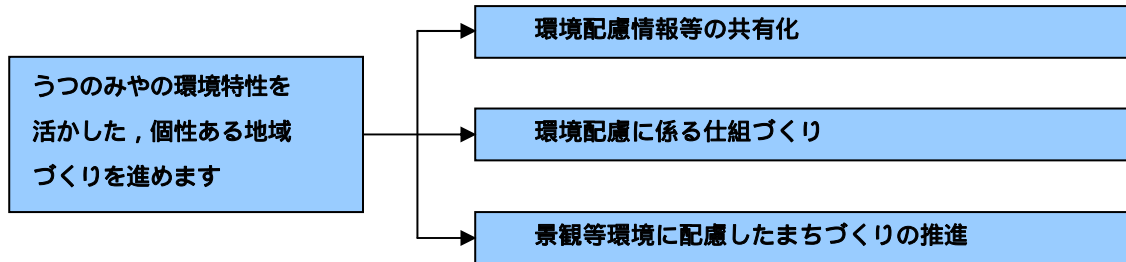 うつのみやの環境特性を
活かした，個性ある地域
づくりを進めます
環境配慮情報等の共有化
環境配慮に係る仕組づくり
景観等環境に配慮したまちづくりの推進